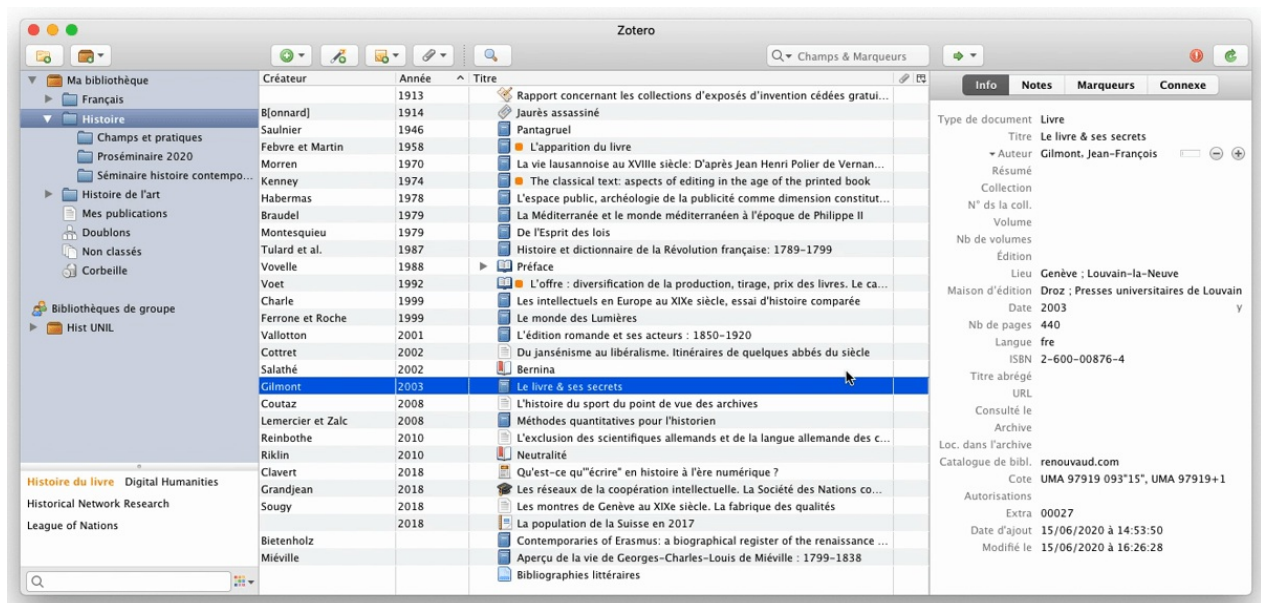 Zotero
Champs & Marqueurs
Ma bibliothèque
Français
Histoire
Champs et pratiques
Proséminaire 2020
Séminaire histoire contempo...
Histoire de l'art
Mes publications
Doublons
Non classés
Corbeille
Bibliothèques de groupe
Hist UNIL
Histoire du livre Digital Humanities
Historical Network Research
League of Nations
Créateur Année Titre
1913 Rapport concernant les collections d'exposés d'invention cédées gratui...
B[onnard] 1914 Jaurès assassiné
Saulnier 1946 Pantagruel
Febvre et Martin 1958 L'apparition du livre
Morren 1970 La vie lausannoise au XVIIIe siècle: D'après Jean Henri Polier de Vernan...
Kenney 1974 The classical text: aspects of editing in the age of the printed book
Habermas 1978 L'espace public, archéologie de la publicité comme dimension constitut...
Braudel 1979 La Méditerranée et le monde méditerranéen à l'époque de Philippe II
Montesquieu 1979 De l'Esprit des lois
Tulard et al. 1987 Histoire et dictionnaire de la Révolution française: 1789-1799
Vovelle 1988 Préface
Voet 1992 L'offre : diversification de la production, tirage, prix des livres. Le ca...
Charle 1999 Les intellectuels en Europe au XIXe siècle, essai d'histoire comparée
Ferrone et Roche 1999 Le monde des Lumières
Vallotton 2001 L'édition romande et ses acteurs : 1850-1920
Cottret 2002 Du jansénisme au libéralisme. Itinéraires de quelques abbés du siècle
Salathé 2002 Bernina
Gilmont 2003 Le livre & ses secrets
Coutaz 2008 L'histoire du sport du point de vue des archives
Lemercier et Zalc 2008 Méthodes quantitatives pour l'historien
Reinbothe 2010 L'exclusion des scientifiques allemands et de la langue allemande des c...
Riklin 2010 Neutralité
Clavert 2018 Qu'est-ce qu'"écrire" en histoire à l'ère numérique ?
Grandjean 2018 Les réseaux de la coopération intellectuelle. La Société des Nations co...
Sougy 2018 Les montres de Genève au XIXe siècle. La fabrique des qualités
2018 La population de la Suisse en 2017
Bietenholz Contemporaries of Erasmus: a biographical register of the renaissance ...
Miéville Aperçu de la vie de Georges-Charles-Louis de Miéville : 1799-1838
Bibliographies littéraires
Info Notes Marqueurs Connexe
Type de document Livre
Titre Le livre & ses secrets
Auteur Gilmont, Jean-François
Résumé
Collection
N° ds la coll.
Volume
Nb de volumes
Édition
Lieu Genève ; Louvain-la-Neuve
Maison d'édition Droz ; Presses universitaires de Louvain
Date 2003 y
Nb de pages 440
Langue fre
ISBN 2-600-00876-4
Titre abrégé
URL
Consulté le
Archive
Loc. dans l'archive
Catalogue de bibl. renouvaud.com
Cote UMA 97919 093"15", UMA 97919+1
Autorisations
Extra 00027
Date d'ajout 15/06/2020 à 14:53:50
Modifié le 15/06/2020 à 16:26:28